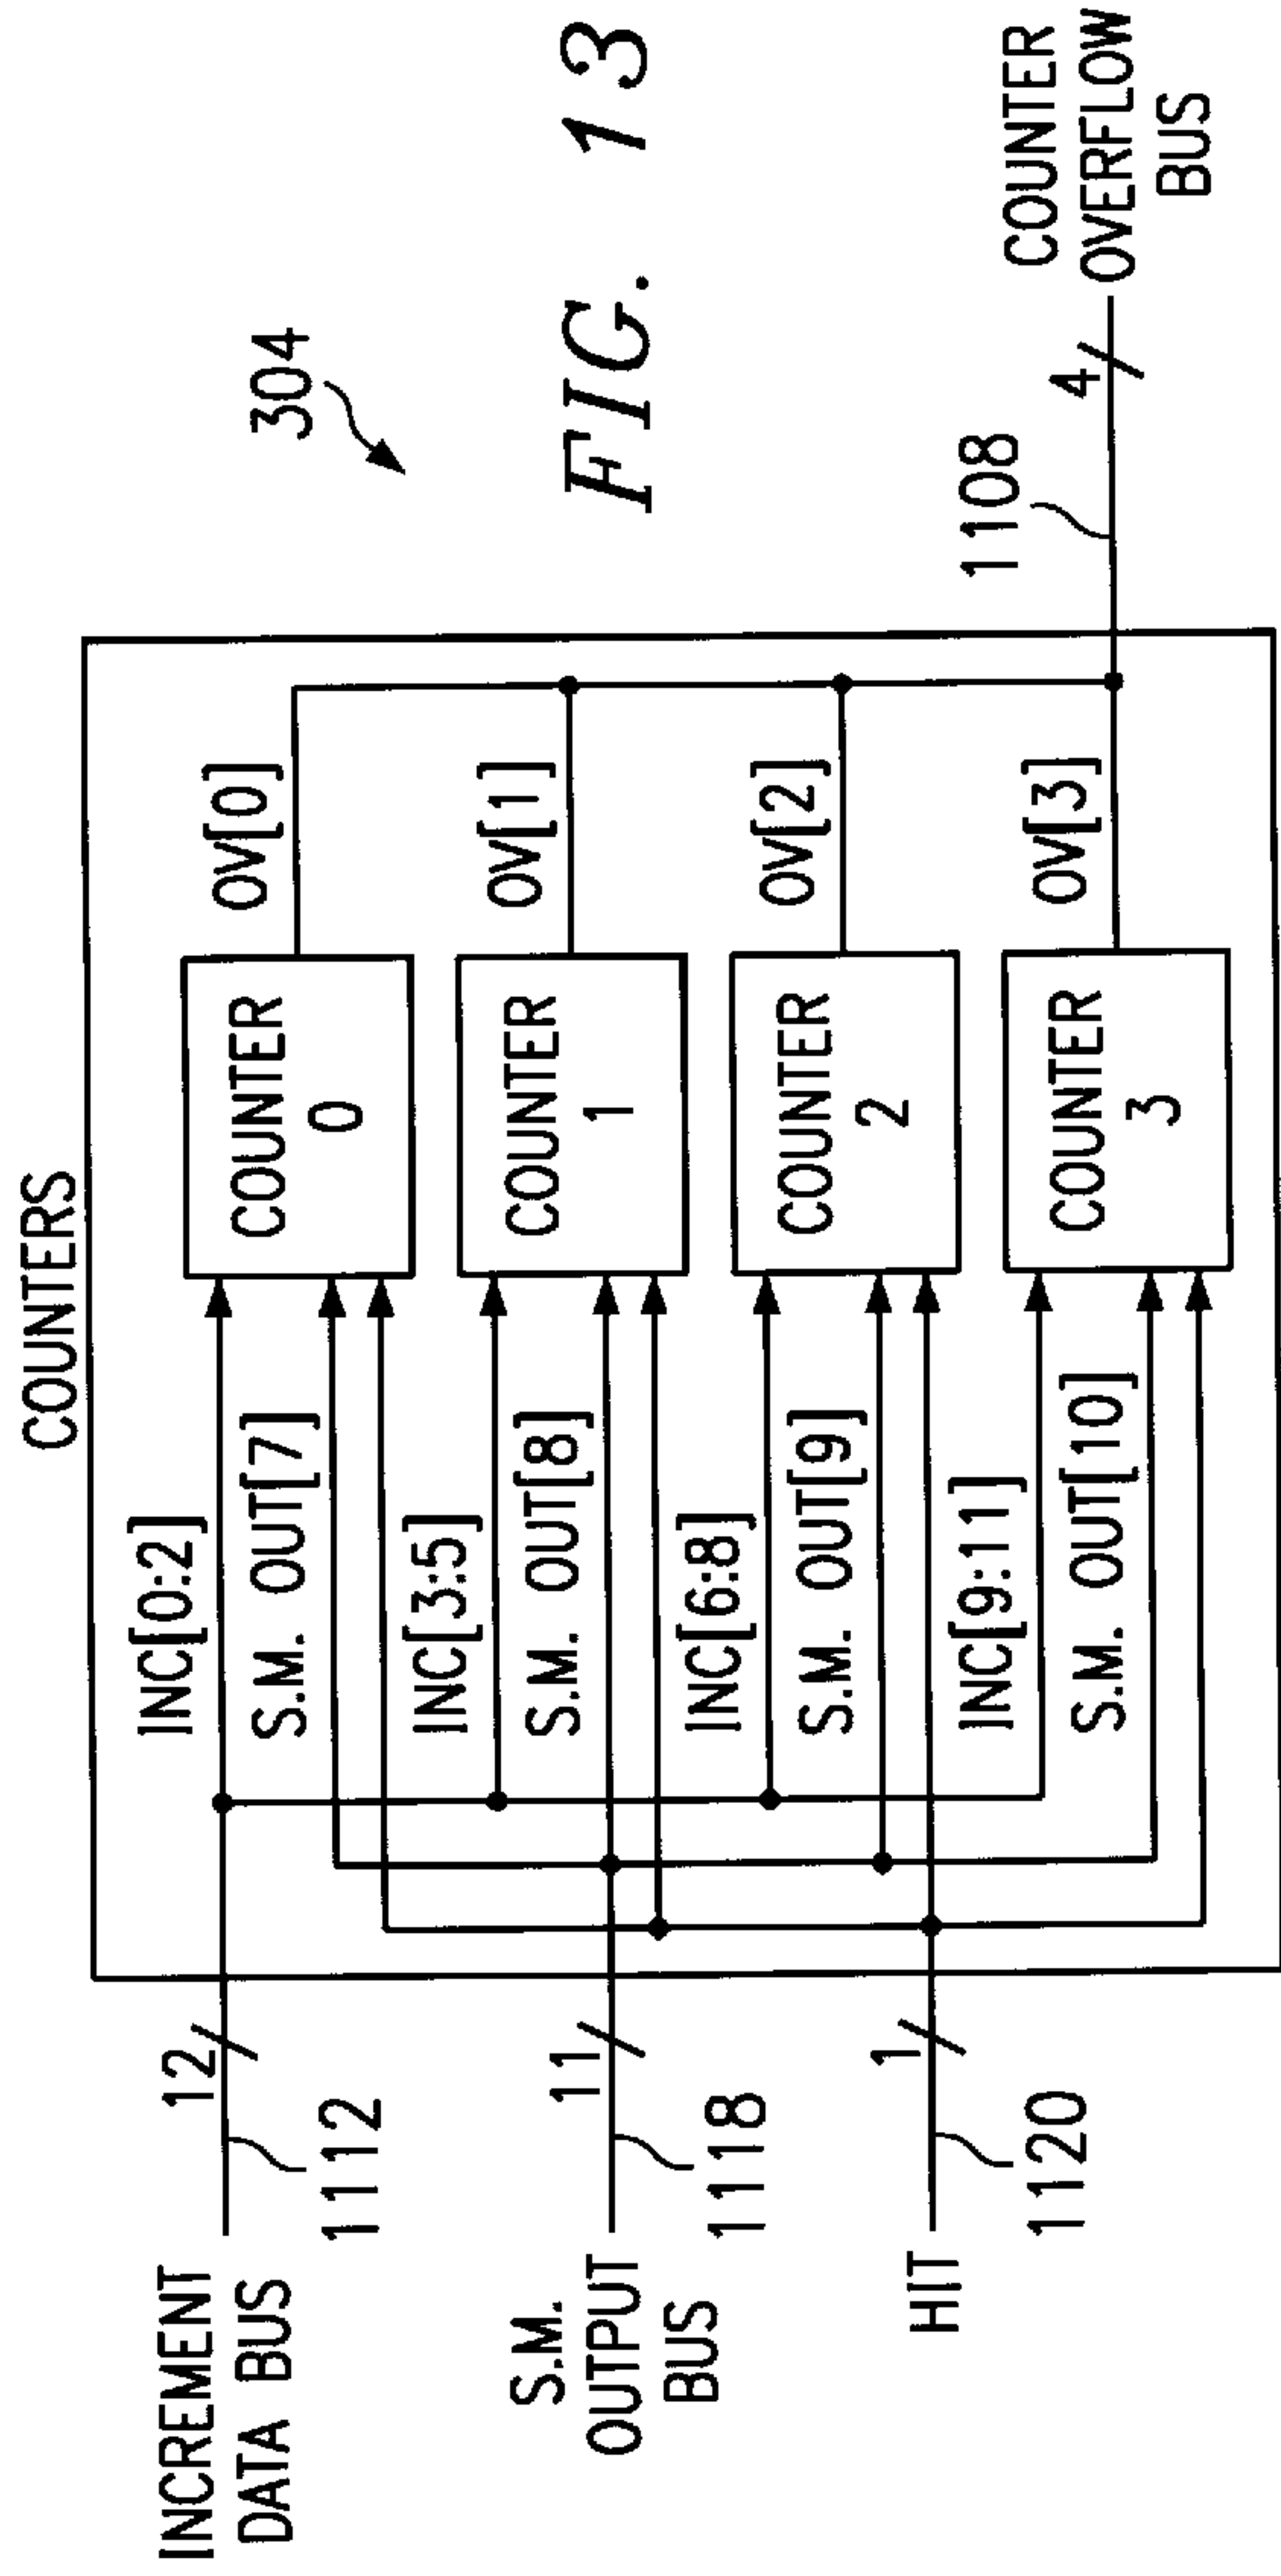 COUNTERS
304
FIG. 13
INCREMENT
DATA BUS
12
1112
INC[0:2]
S.M. OUT[7]
COUNTER
0
OV[0]
INC[3:5]
S.M.
OUTPUT
BUS
11
1118
S.M. OUT[8]
COUNTER
1
OV[1]
INC[6:8]
S.M. OUT[9]
COUNTER
2
OV[2]
HIT
1
1120
INC[9:11]
S.M. OUT[10]
COUNTER
3
OV[3]
1108
4
COUNTER
OVERFLOW
BUS